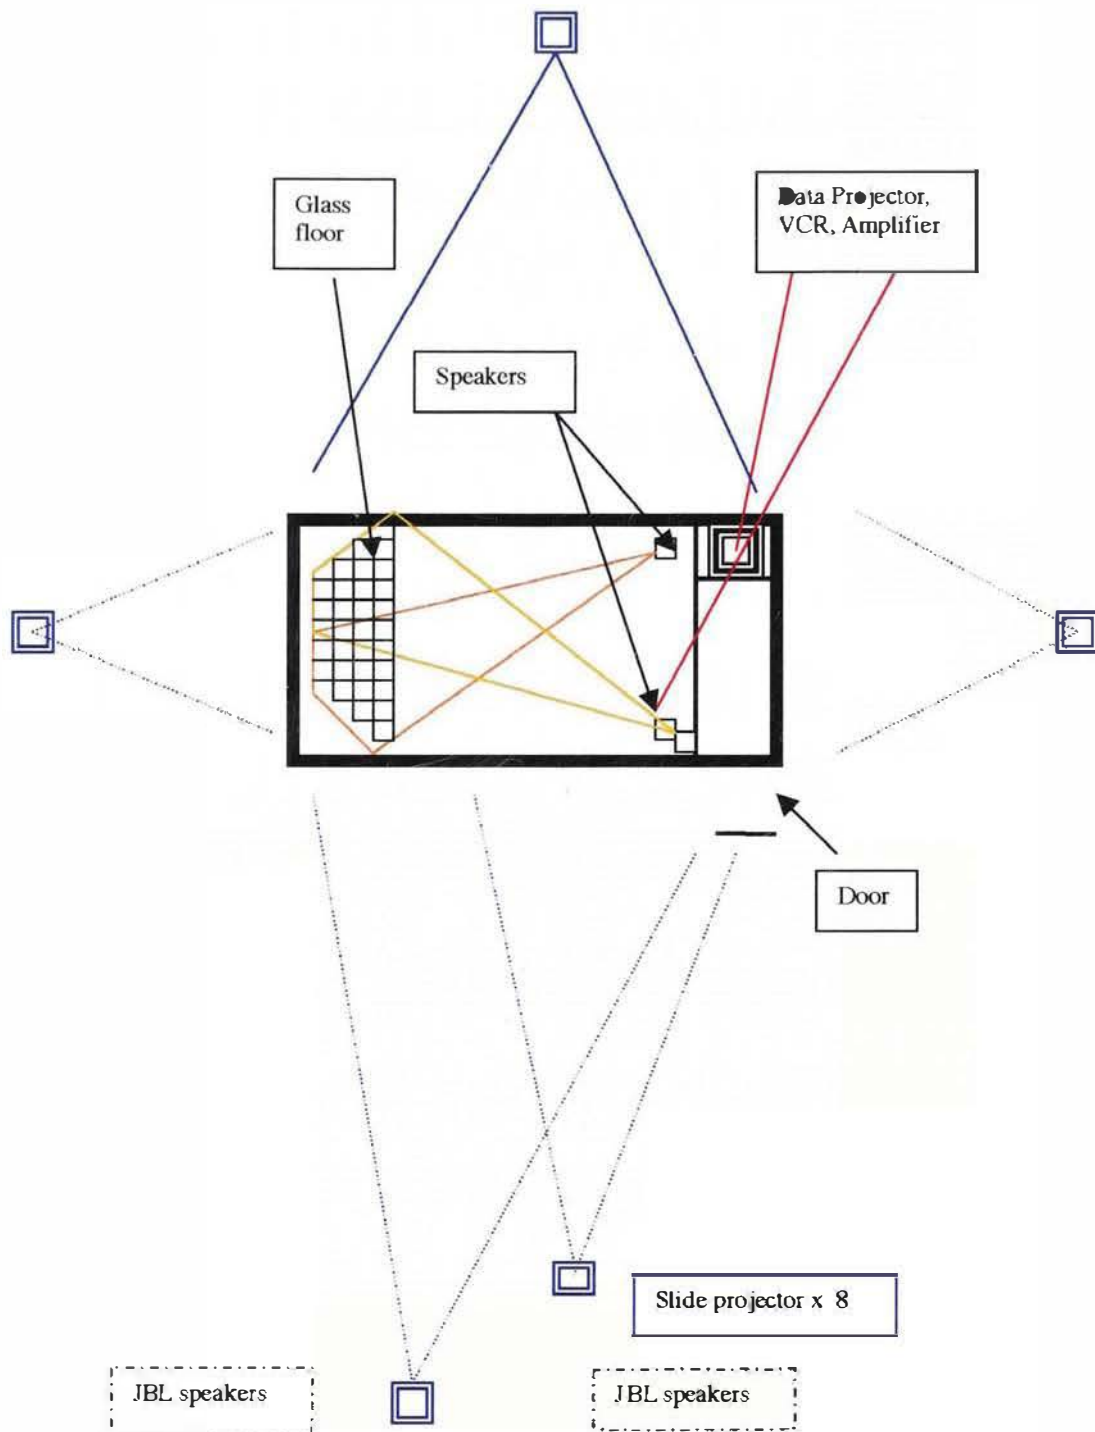 Glass
floor
Data Projector,
VCR, Amplifier
Speakers
Door
Slide projector x 8
JBL speakers
JBL speakers